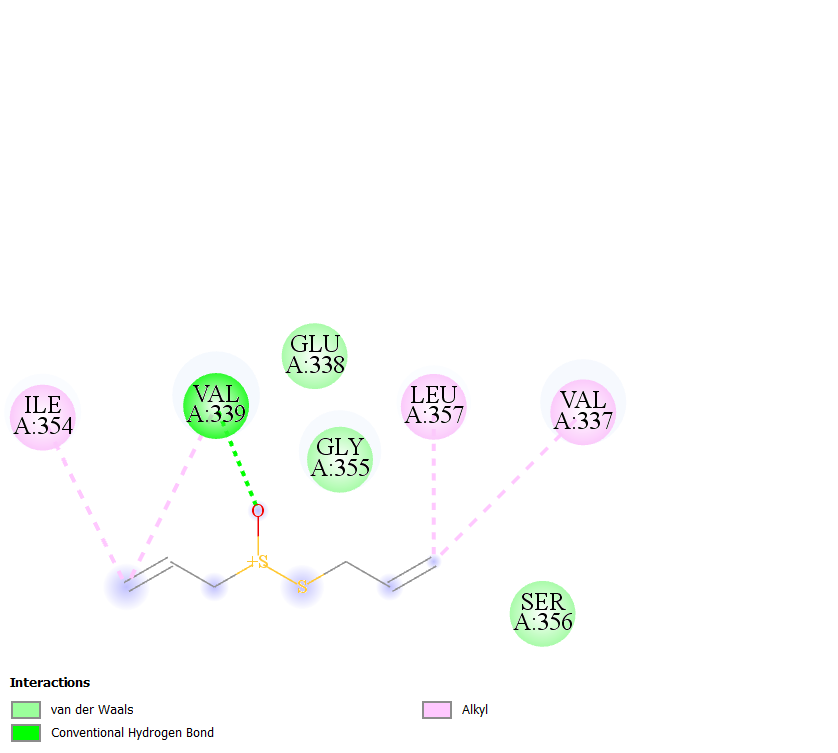 GLU
A:338
ILE
A:354
VAL
A:339
LEU
A:357
VAL
A:337
GLY
A:355
O
+S
S
SER
A:356
Interactions
van der Waals
Conventional Hydrogen Bond
Alkyl